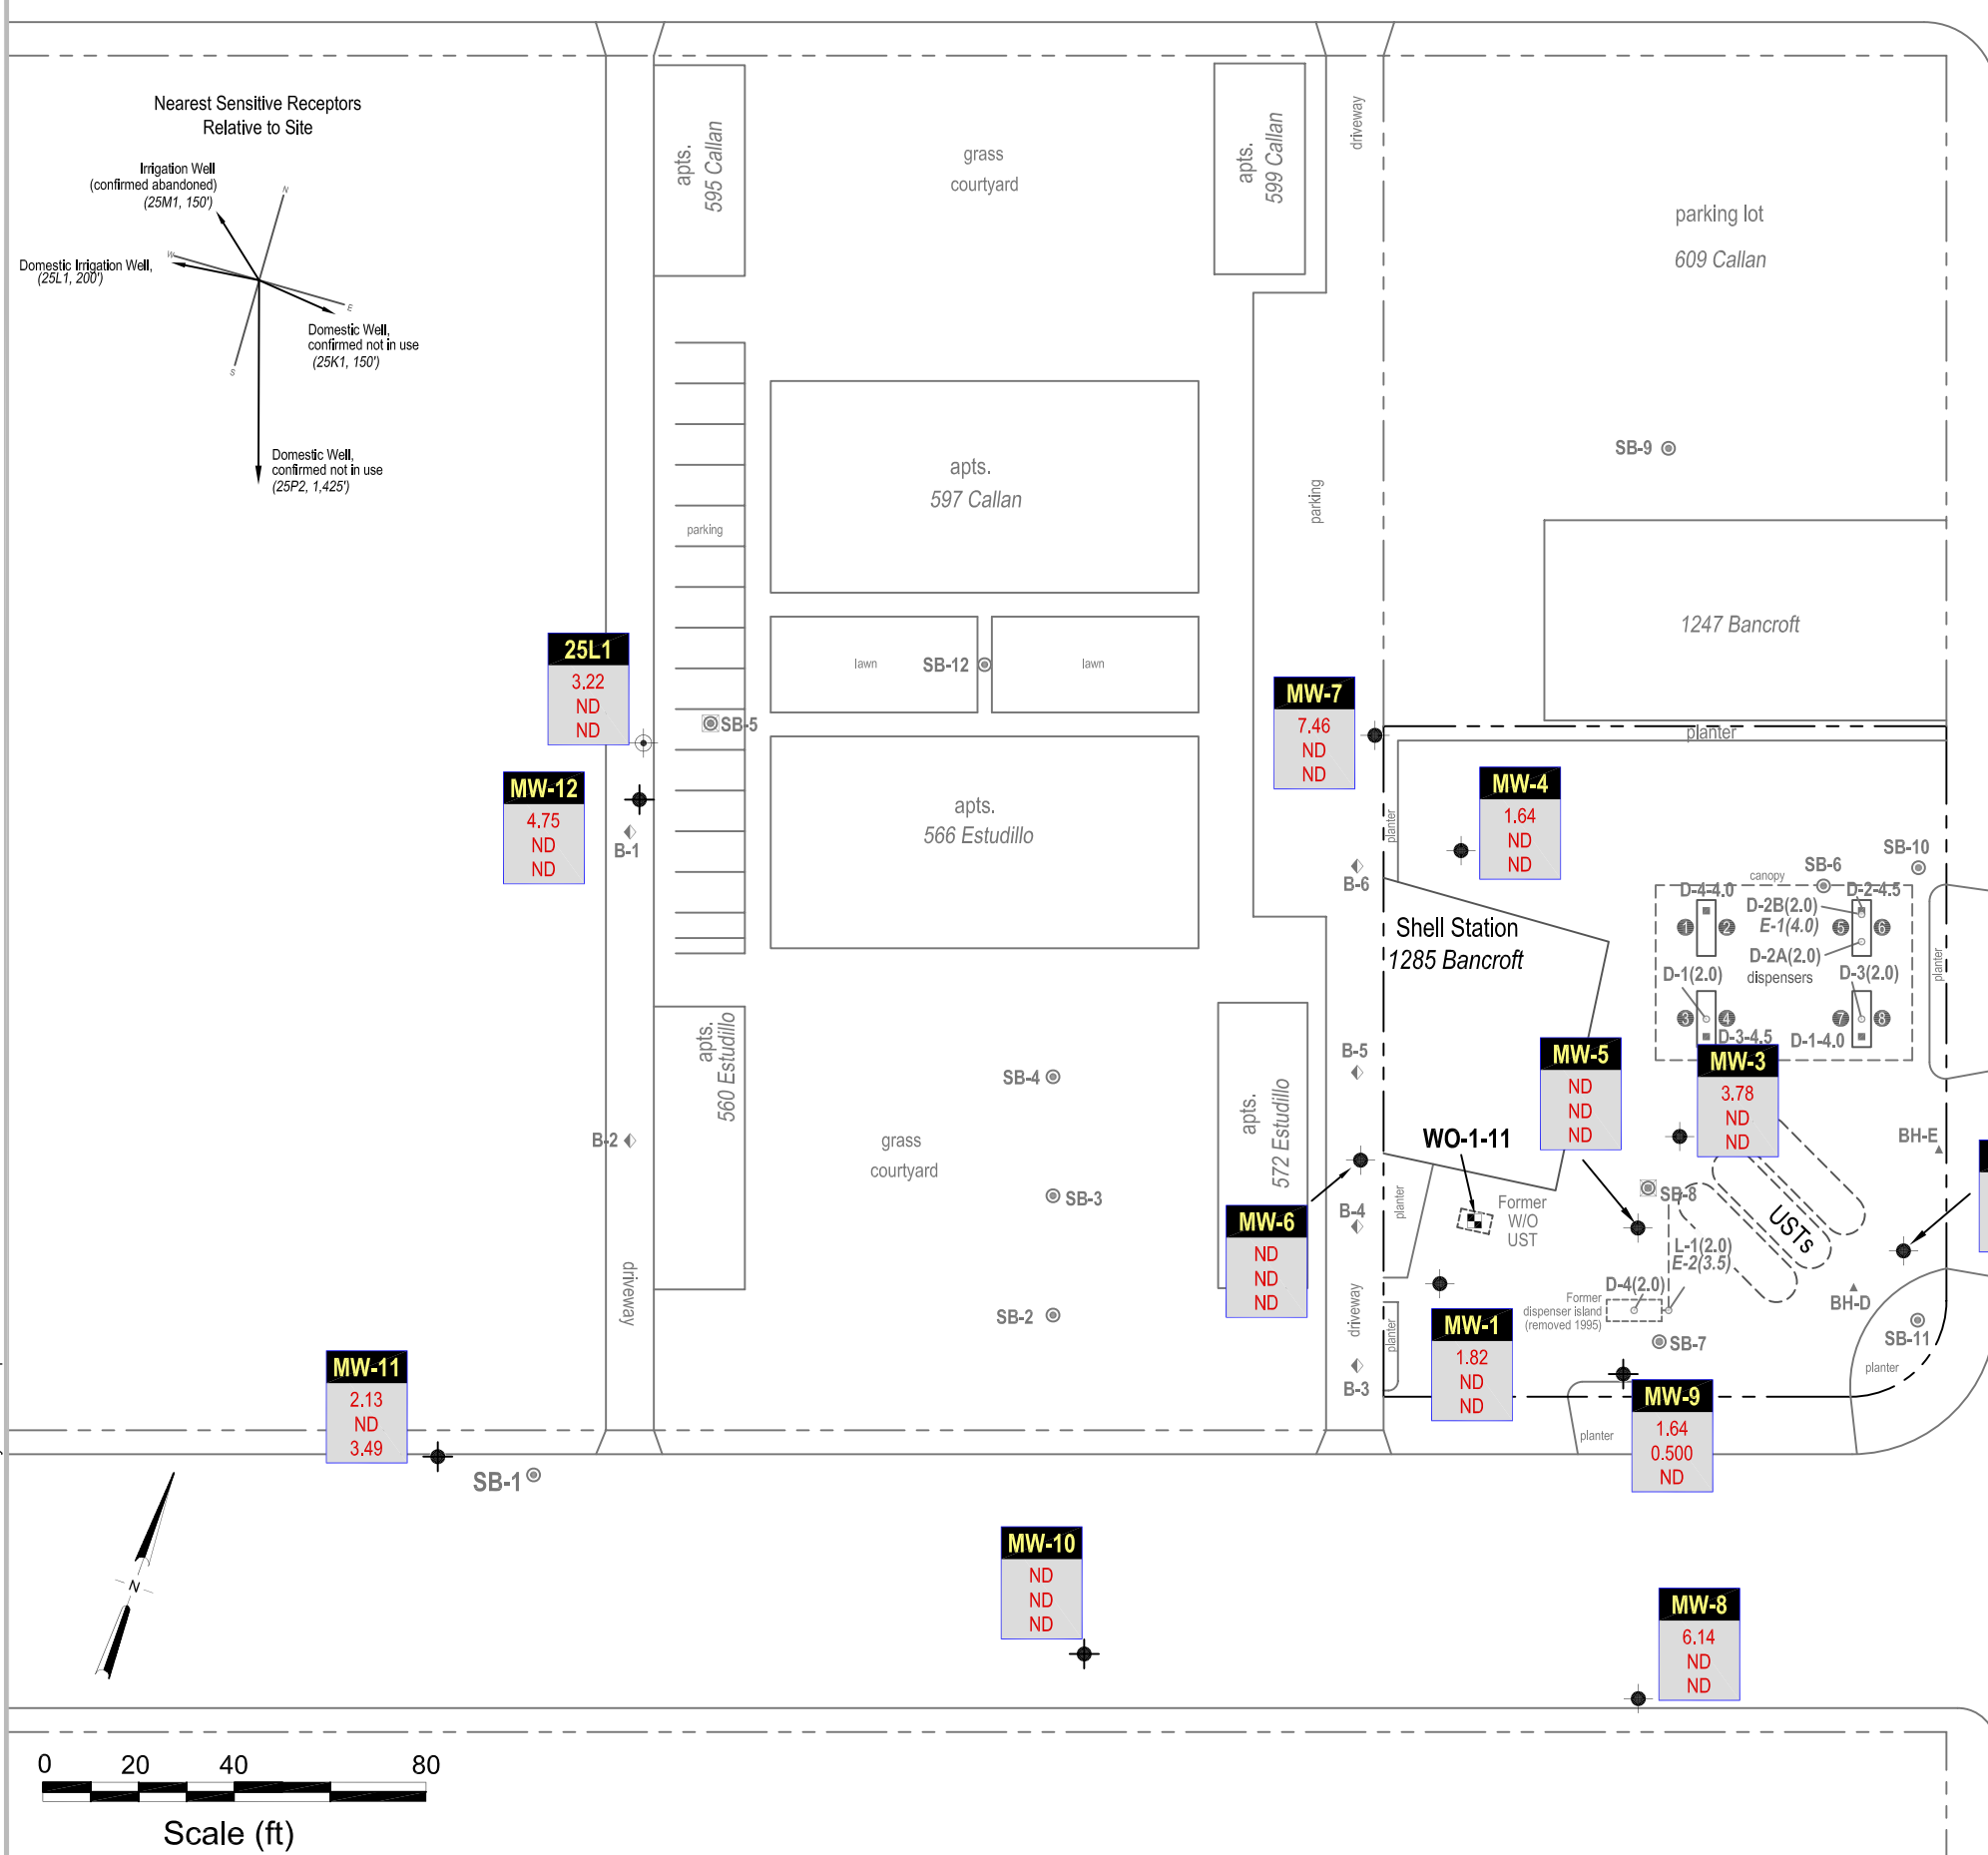 Nearest Sensitive Receptors
Relative to Site
Irrigation Well
(confirmed abandoned)
(25M1, 150')
N
W
Domestic Irrigation Well,
(25L1, 200')
E
Domestic Well,
confirmed not in use
(25K1, 150')
S
Domestic Well,
confirmed not in use
(25P2, 1,425')
apts.
595 Callan
grass
courtyard
apts.
599 Callan
driveway
parking lot
609 Callan
SB-9
apts.
597 Callan
parking
parking
1247 Bancroft
25L1
3.22
ND
ND
lawn
SB-12
lawn
SB-5
MW-7
7.46
ND
ND
planter
MW-12
4.75
ND
ND
B-1
apts.
566 Estudillo
MW-4
1.64
ND
ND
planter
B-6
SB-10
SB-6
canopy
D-4-4.0
D-2-4.5
D-2B(2.0)
E-1(4.0)
1
2
5
6
D-2A(2.0)
dispensers
D-1(2.0)
D-3(2.0)
3
4
7
8
D-3-4.5
D-1-4.0
planter
Shell Station
1285 Bancroft
apts.
560 Estudillo
SB-4
B-5
MW-5
ND
ND
ND
MW-3
3.78
ND
ND
B-2
grass
courtyard
apts.
572 Estudillo
WO-1-11
BH-E
SB-3
SB-8
MW-6
ND
ND
ND
B-4
planter
Former
W/O
UST
USTs
L-1(2.0)
E-2(3.5)
driveway
D-4(2.0)
Former
dispenser island
(removed 1995)
BH-D
SB-2
driveway
planter
MW-1
1.82
ND
ND
SB-7
SB-11
planter
B-3
MW-11
2.13
ND
3.49
MW-9
1.64
0.500
ND
planter
SB-1
N
MW-10
ND
ND
ND
MW-8
6.14
ND
ND
0 20 40 80
Scale (ft)